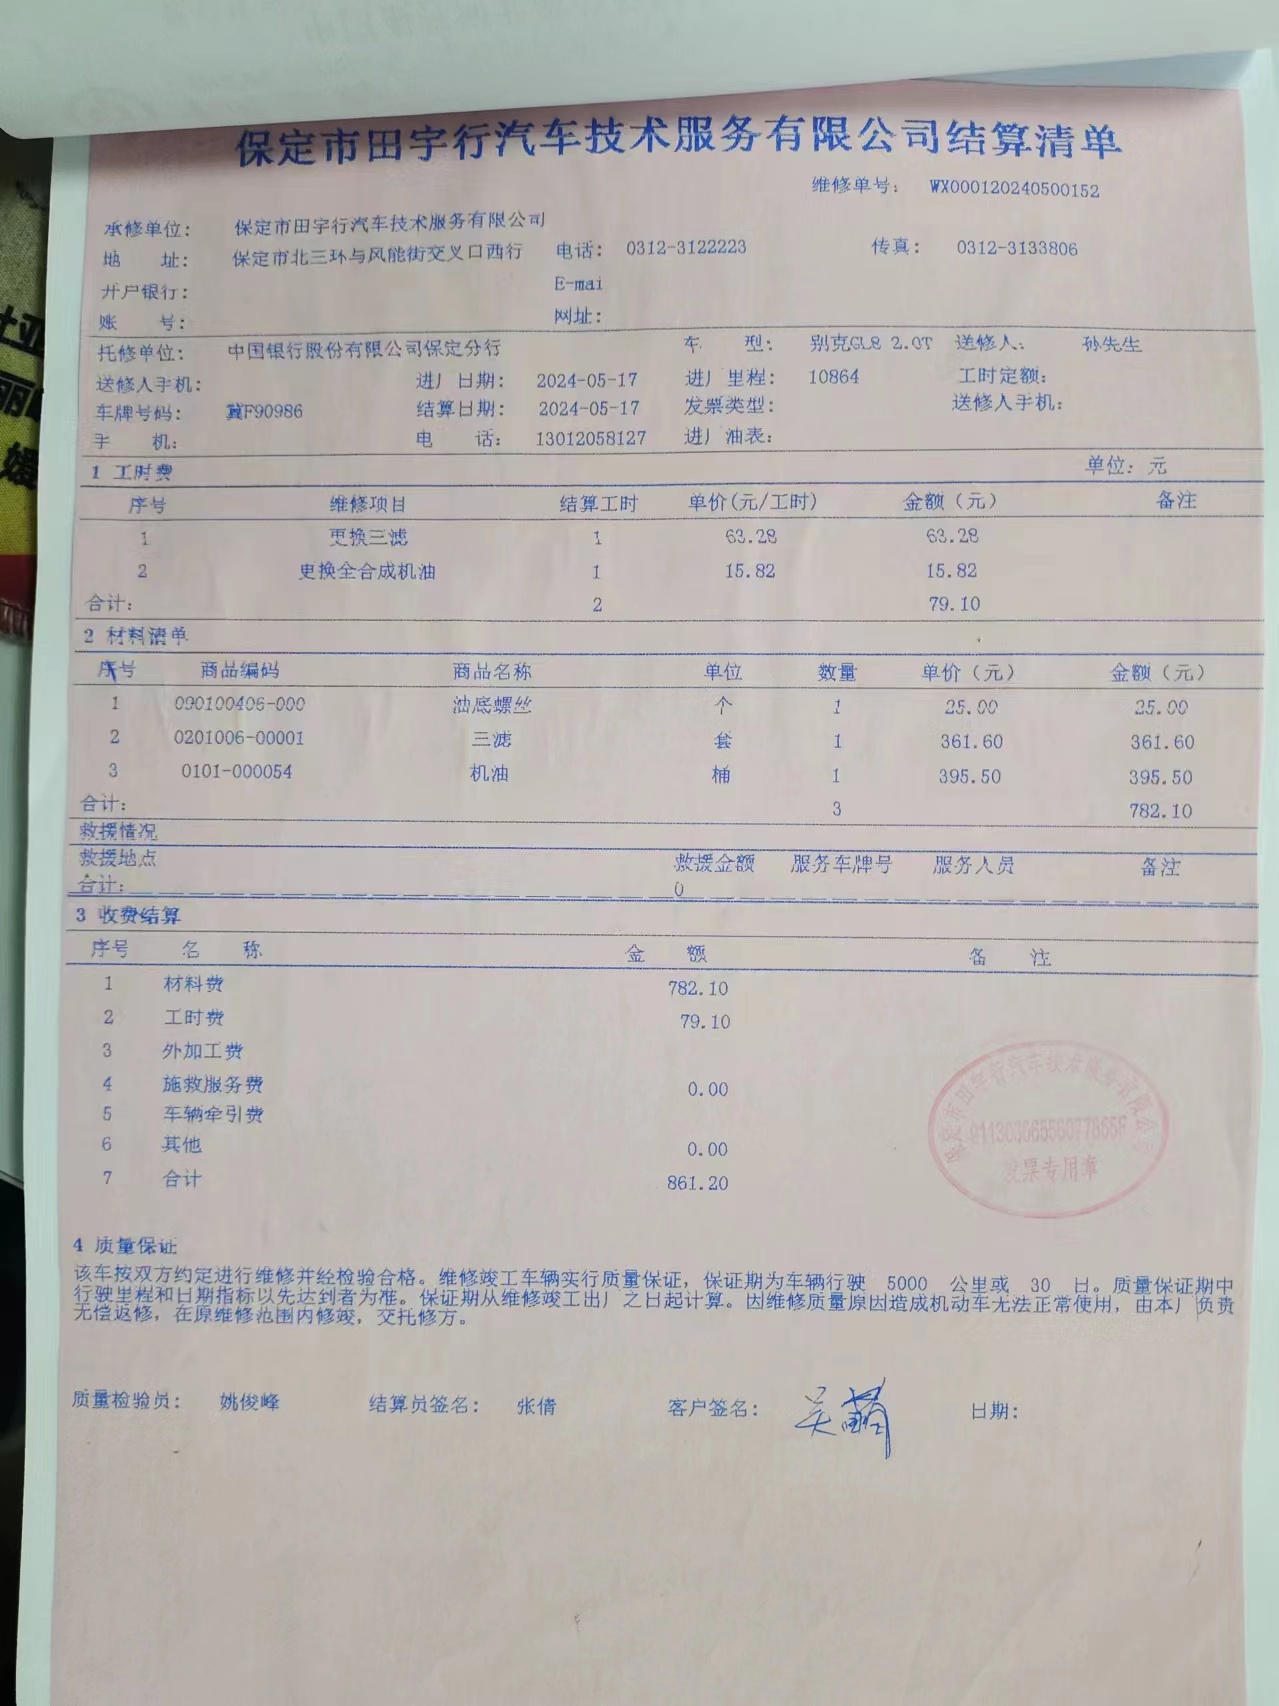 保定市田宇行汽车技术服务有限公司结算清单
维修单号： WX000120240500152
承修单位： 保定市田宇行汽车技术服务有限公司
地 址： 保定市北三环与风能街交叉口西行 电话： 0312-3122223 传真： 0312-3133806
开户银行： E-mai
账 号： 网址：
托修单位： 中国银行股份有限公司保定分行 车 型： 别克GL8 2.0T 送修人： 孙先生
送修人手机： 进厂日期： 2024-05-17 进厂里程： 10864 工时定额：
车牌号码： 冀F90986 结算日期： 2024-05-17 发票类型： 送修人手机：
手 机： 电 话： 13012058127 进厂油表：
1 工时费 单位：元
序号 维修项目 结算工时 单价(元/工时) 金额（元） 备注
1 更换三滤 1 63.28 63.28
2 更换全合成机油 1 15.82 15.82
合计： 2 79.10
2 材料清单
序号 商品编码 商品名称 单位 数量 单价（元） 金额（元）
1 090100406-000 油底螺丝 个 1 25.00 25.00
2 0201006-00001 三滤 套 1 361.60 361.60
3 0101-000054 机油 桶 1 395.50 395.50
合计： 3 782.10
救援情况
救援地点 救援金额 服务车牌号 服务人员 备注
合计： 0
3 收费结算
序号 名 称 金 额 备 注
1 材料费 782.10
2 工时费 79.10
3 外加工费
4 施救服务费 0.00
5 车辆牵引费
6 其他 0.00
7 合计 861.20
保定市田宇行汽车技术服务有限公司
发票专用章
4 质量保证
该车按双方约定进行维修并经检验合格。维修竣工车辆实行质量保证，保证期为车辆行驶 5000 公里或 30 日。质量保证期中
行驶里程和日期指标以先达到者为准。保证期从维修竣工出厂之日起计算。因维修质量原因造成机动车无法正常使用，由本厂负责
无偿返修，在原维修范围内修竣，交托修方。
质量检验员： 姚俊峰 结算员签名： 张倩 客户签名： 日期：